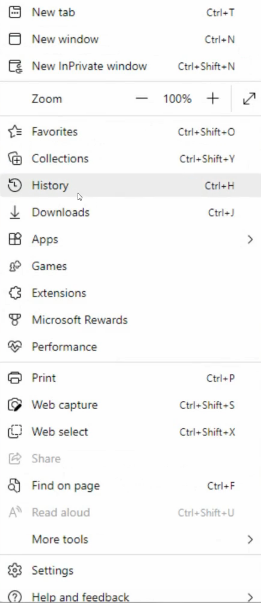 New tab Ctrl+T
New window Ctrl+N
New InPrivate window Ctrl+Shift+N
Zoom — 100% +
Favorites Ctrl+Shift+O
Collections Ctrl+Shift+Y
History Ctrl+H
Downloads Ctrl+J
Apps
Games
Extensions
Microsoft Rewards
Performance
Print Ctrl+P
Web capture Ctrl+Shift+S
Web select Ctrl+Shift+X
Share
Find on page Ctrl+F
Read aloud Ctrl+Shift+U
More tools
Settings
Help and feedback